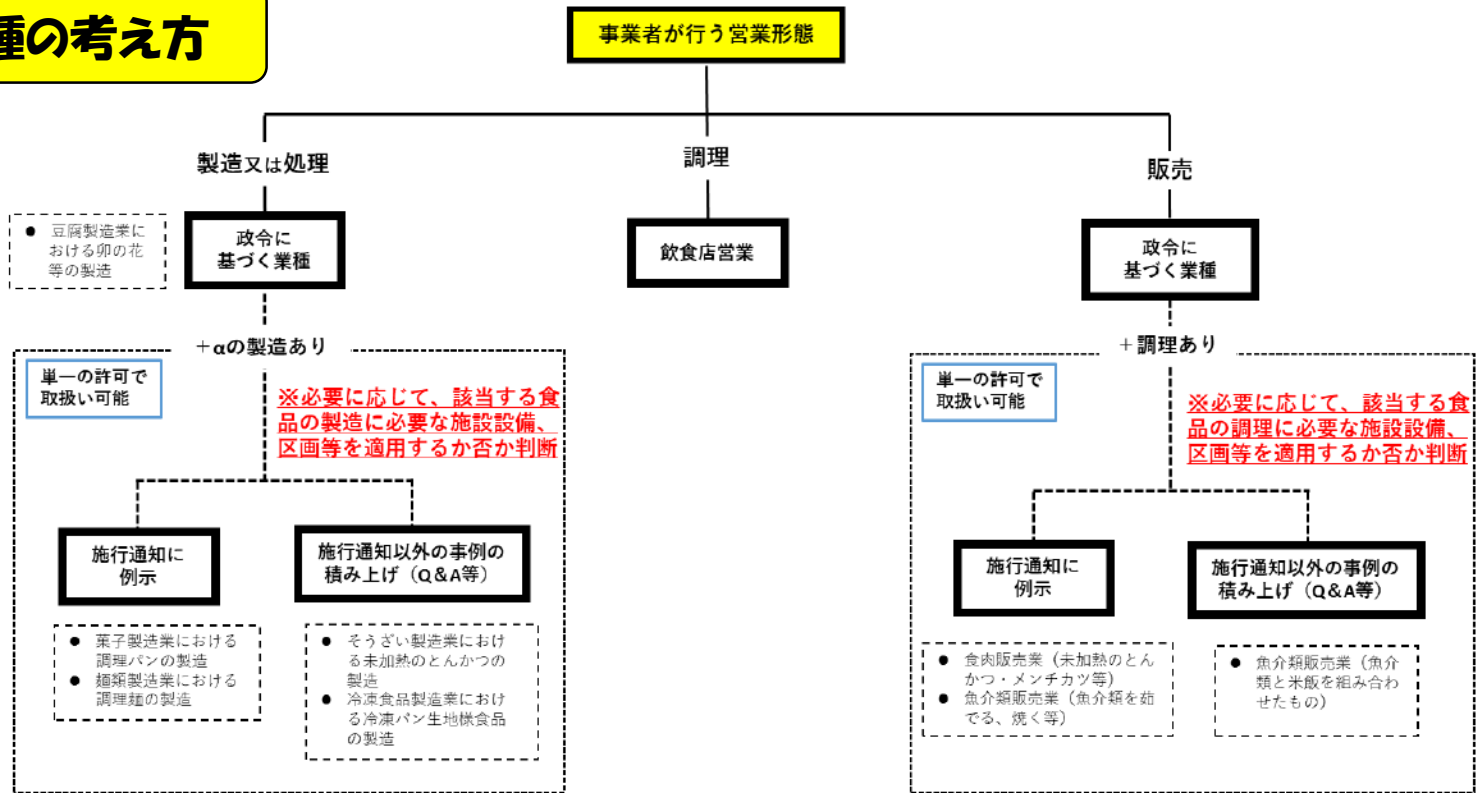 種の考え方
事業者が行う営業形態
製造又は処理
調理
販売
● 豆腐製造業に
おける卯の花
等の製造
政令に
基づく業種
飲食店営業
政令に
基づく業種
+αの製造あり
単一の許可で
取扱い可能
※必要に応じて、該当する食
品の製造に必要な施設設備、
区画等を適用するか否か判断
施行通知に
例示
施行通知以外の事例の
積み上げ（Q&A等）
● 菓子製造業における
調理パンの製造
● 麺類製造業における
調理麺の製造
● そうざい製造業におけ
る未加熱のとんかつの
製造
● 冷凍食品製造業におけ
る冷凍パン生地様食品
の製造
+調理あり
単一の許可で
取扱い可能
※必要に応じて、該当する食
品の調理に必要な施設設備、
区画等を適用するか否か判断
施行通知に
例示
施行通知以外の事例の
積み上げ（Q&A等）
● 食肉販売業（未加熱のとん
かつ・メンチカツ等）
● 魚介類販売業（魚介類を茹
でる、焼く等）
● 魚介類販売業（魚介
類と米飯を組み合わ
せたもの）